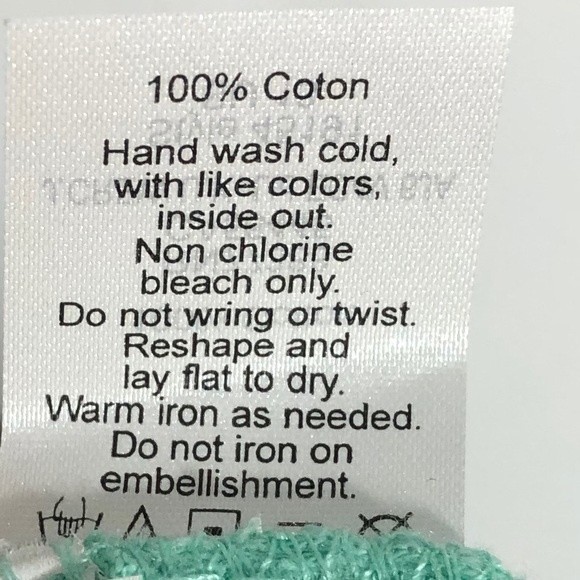 100% Coton
Hand wash cold,
with like colors,
inside out.
Non chlorine
bleach only.
Do not wring or twist.
Reshape and
lay flat to dry.
Warm iron as needed.
Do not iron on
embellishment.